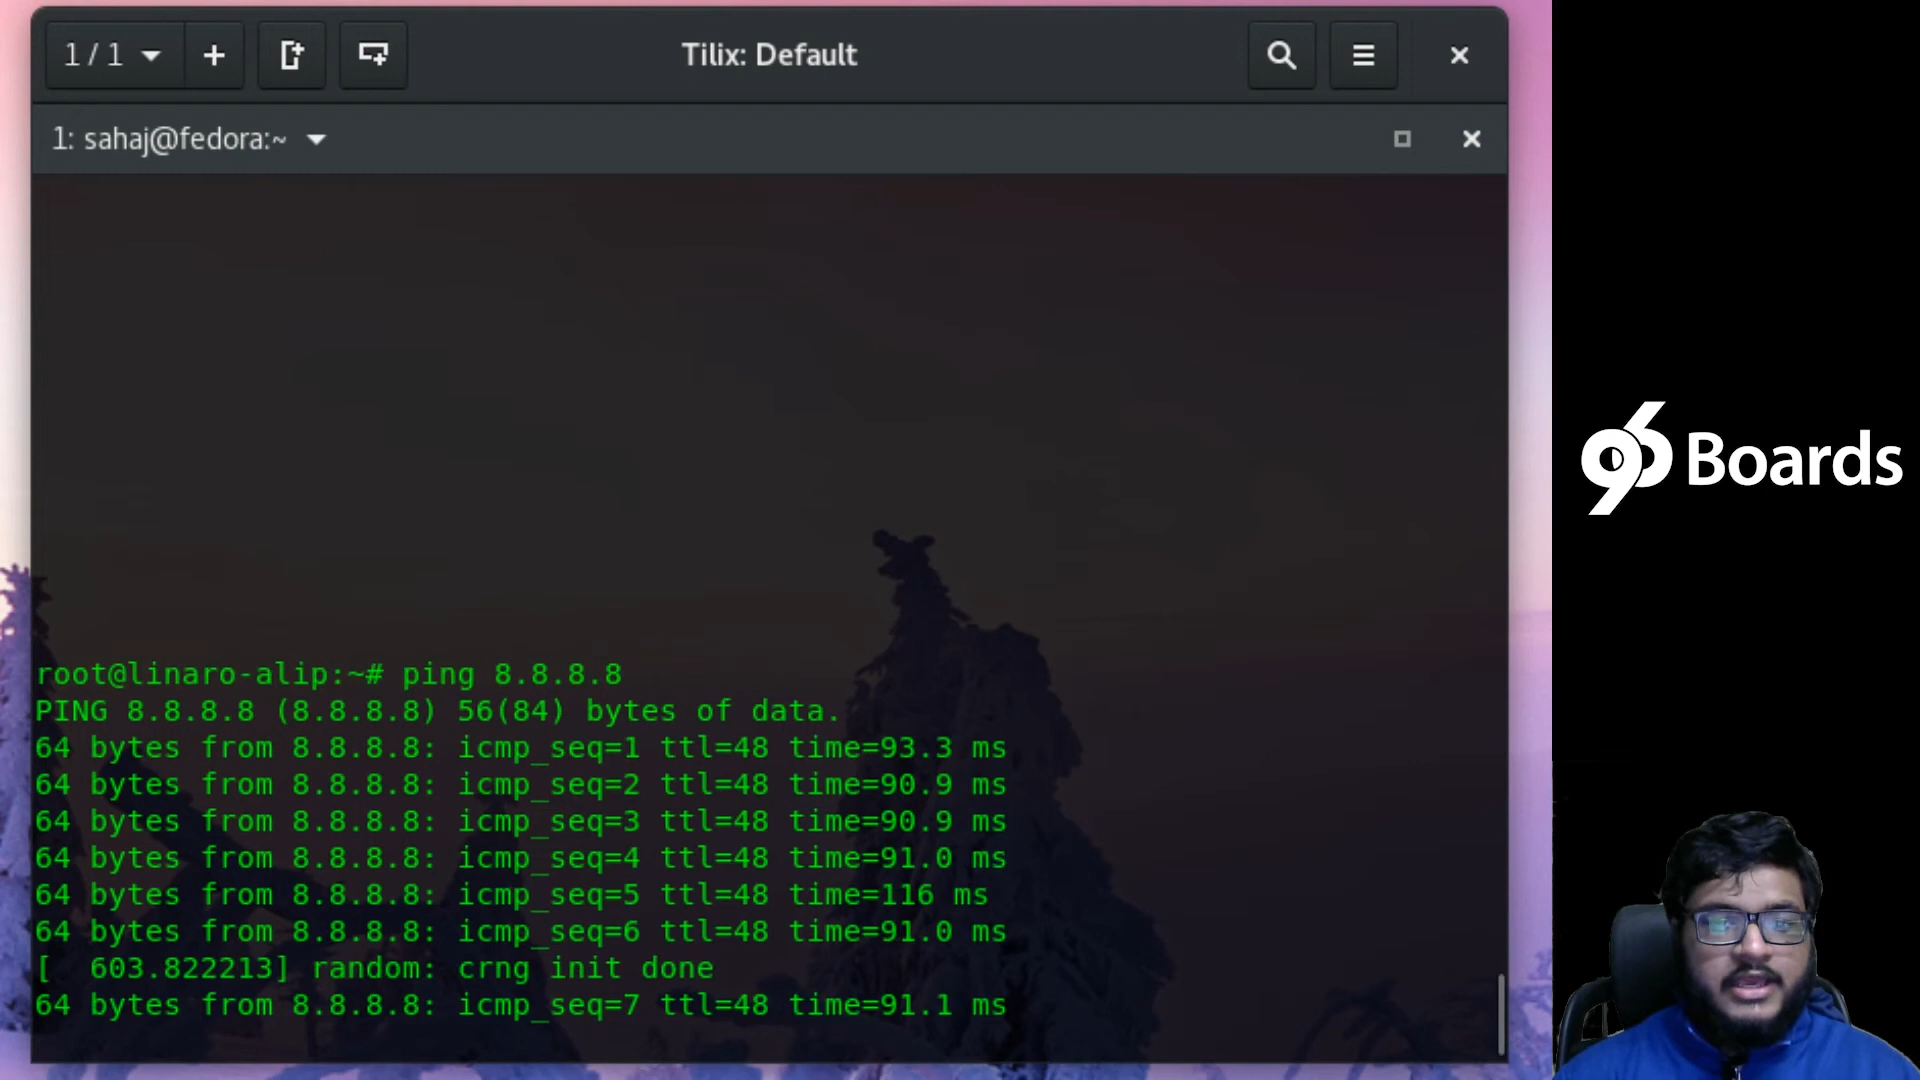 1 / 1
Tilix: Default
1: sahaj@fedora:~
96 Boards
root@linaro-alip:~# ping 8.8.8.8
PING 8.8.8.8 (8.8.8.8) 56(84) bytes of data.
64 bytes from 8.8.8.8: icmp_seq=1 ttl=48 time=93.3 ms
64 bytes from 8.8.8.8: icmp_seq=2 ttl=48 time=90.9 ms
64 bytes from 8.8.8.8: icmp_seq=3 ttl=48 time=90.9 ms
64 bytes from 8.8.8.8: icmp_seq=4 ttl=48 time=91.0 ms
64 bytes from 8.8.8.8: icmp_seq=5 ttl=48 time=116 ms
64 bytes from 8.8.8.8: icmp_seq=6 ttl=48 time=91.0 ms
[  603.822213] random: crng init done
64 bytes from 8.8.8.8: icmp_seq=7 ttl=48 time=91.1 ms